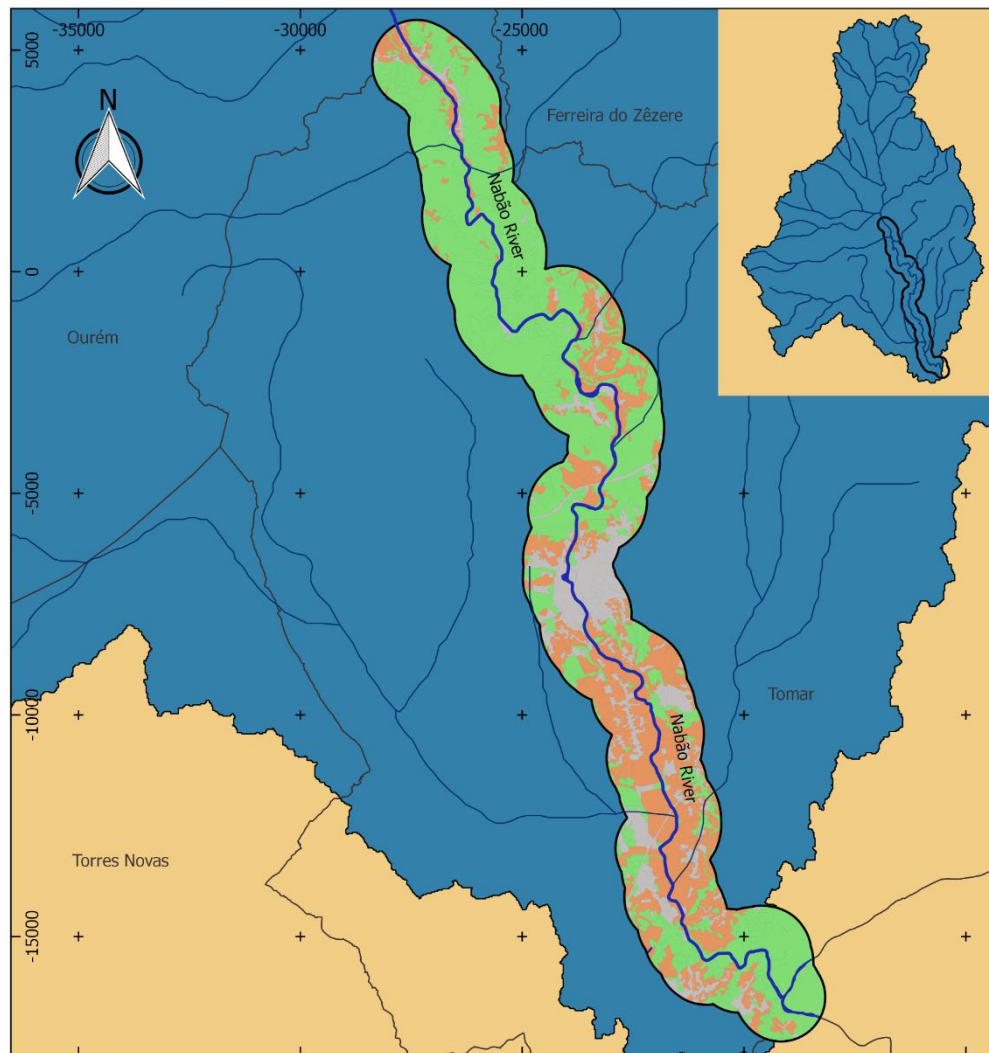 -35000
-30000
-25000
5000
N
Ferreira do Zêzere
Nabão River
0
Ourém
-5000
Tomar
-10000
Nabão River
Torres Novas
-15000